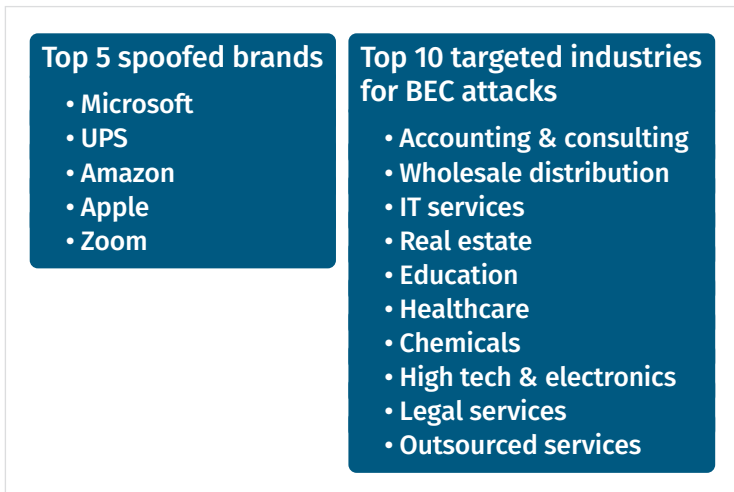 Top 5 spoofed brands
• Microsoft
• UPS
• Amazon
• Apple
• Zoom
Top 10 targeted industries
for BEC attacks
• Accounting & consulting
• Wholesale distribution
• IT services
• Real estate
• Education
• Healthcare
• Chemicals
• High tech & electronics
• Legal services
• Outsourced services